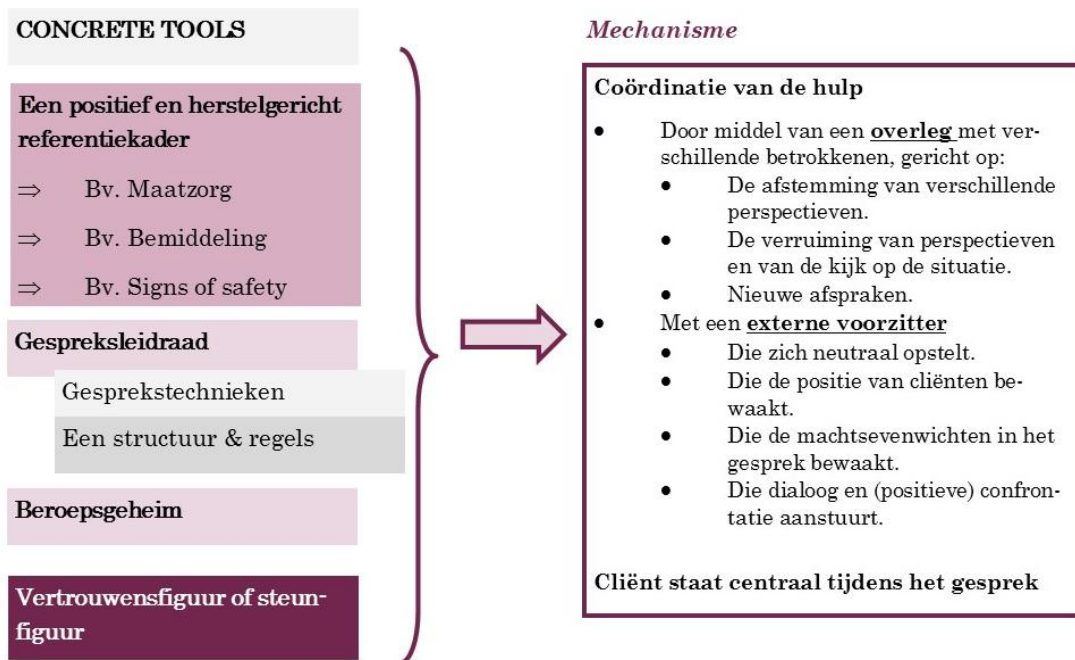 CONCRETE TOOLS
Een positief en herstelgericht
referentiekader
⇒ Bv. Maatzorg
⇒ Bv. Bemiddeling
⇒ Bv. Signs of safety
Gespreksleidraad
Gesprekstechnieken
Een structuur & regels
Beroepsgeheim
Vertrouwensfiguur of steun-
figuur
Mechanisme
Coördinatie van de hulp
• Door middel van een overleg met ver-
schillende betrokkenen, gericht op:
• De afstemming van verschillende
perspectieven.
• De verruiming van perspectieven
en van de kijk op de situatie.
• Nieuwe afspraken.
• Met een externe voorzitter
• Die zich neutraal opstelt.
• Die de positie van cliënten be-
waakt.
• Die de machtsevenwichten in het
gesprek bewaakt.
• Die dialoog en (positieve) confron-
tatie aanstuurt.
Cliënt staat centraal tijdens het gesprek